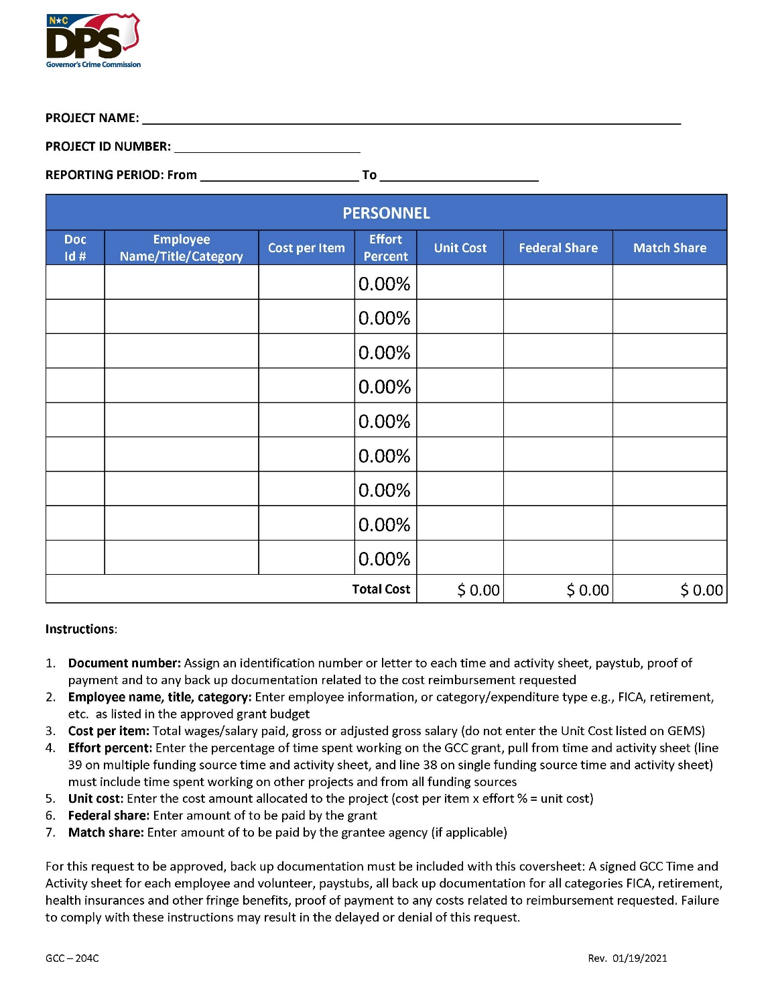 N★C
DPS
Governor's Crime Commission
PROJECT NAME:
PROJECT ID NUMBER:
REPORTING PERIOD: From To
PERSONNEL
Doc Id # Employee Name/Title/Category Cost per Item Effort Percent Unit Cost Federal Share Match Share
0.00%
0.00%
0.00%
0.00%
0.00%
0.00%
0.00%
0.00%
0.00%
Total Cost $ 0.00 $ 0.00 $ 0.00
Instructions:
1. Document number: Assign an identification number or letter to each time and activity sheet, paystub, proof of
payment and to any back up documentation related to the cost reimbursement requested
2. Employee name, title, category: Enter employee information, or category/expenditure type e.g., FICA, retirement,
etc. as listed in the approved grant budget
3. Cost per item: Total wages/salary paid, gross or adjusted gross salary (do not enter the Unit Cost listed on GEMS)
4. Effort percent: Enter the percentage of time spent working on the GCC grant, pull from time and activity sheet (line
39 on multiple funding source time and activity sheet, and line 38 on single funding source time and activity sheet)
must include time spent working on other projects and from all funding sources
5. Unit cost: Enter the cost amount allocated to the project (cost per item x effort % = unit cost)
6. Federal share: Enter amount of to be paid by the grant
7. Match share: Enter amount of to be paid by the grantee agency (if applicable)
For this request to be approved, back up documentation must be included with this coversheet: A signed GCC Time and
Activity sheet for each employee and volunteer, paystubs, all back up documentation for all categories FICA, retirement,
health insurances and other fringe benefits, proof of payment to any costs related to reimbursement requested. Failure
to comply with these instructions may result in the delayed or denial of this request.
GCC – 204C Rev. 01/19/2021